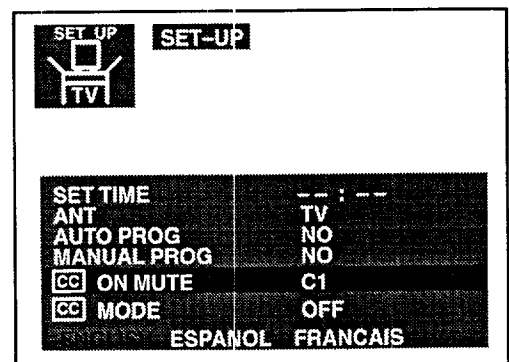 SET UP SET-UP
TV
SET TIME --:--
ANT TV
AUTO PROG NO
MANUAL PROG NO
CC ON MUTE C1
CC MODE OFF
ESPANOL FRANCAIS